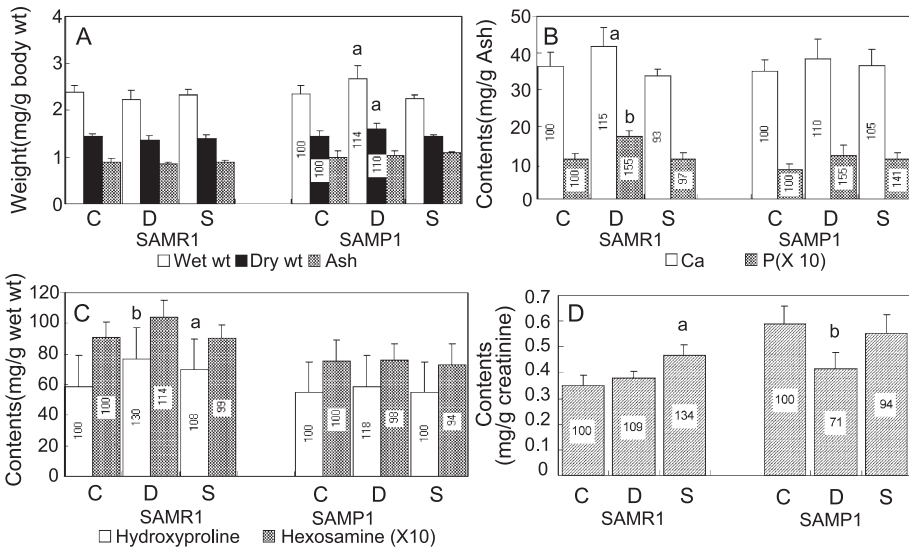 A
Weight(mg/g body wt)
4
3
2
1
0
a
a
100
100
114
110
C D S C D S
SAMR1 SAMP1
Wet wt Dry wt Ash
B
Contents(mg/g Ash)
50
40
30
20
10
0
a
b
100
100
115
155
93
97
100
100
110
155
105
141
C D S C D S
SAMR1 SAMP1
Ca P(X 10)
C
Contents(mg/g wet wt)
120
100
80
60
40
20
0
b
a
100
100
130
114
108
99
100
100
118
98
100
94
C D S C D S
SAMR1 SAMP1
Hydroxyproline Hexosamine (X10)
D
Contents
(mg/g creatinine)
0.7
0.6
0.5
0.4
0.3
0.2
0.1
0
a
b
100
109
134
100
71
94
C D S C D S
SAMR1 SAMP1